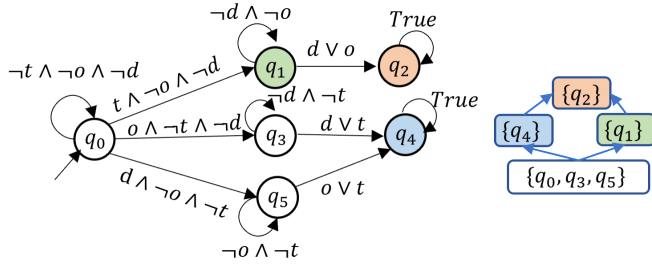 ¬d ∧ ¬o
True
¬t ∧ ¬o ∧ ¬d
t ∧ ¬o ∧ ¬d
q₁
d ∨ o
q₂
{q₂}
¬d ∧ ¬t
True
q₀
o ∧ ¬t ∧ ¬d
q₃
d ∨ t
q₄
{q₄}
{q₁}
d ∧ ¬o ∧ ¬t
q₅
o ∨ t
{q₀, q₃, q₅}
¬o ∧ ¬t